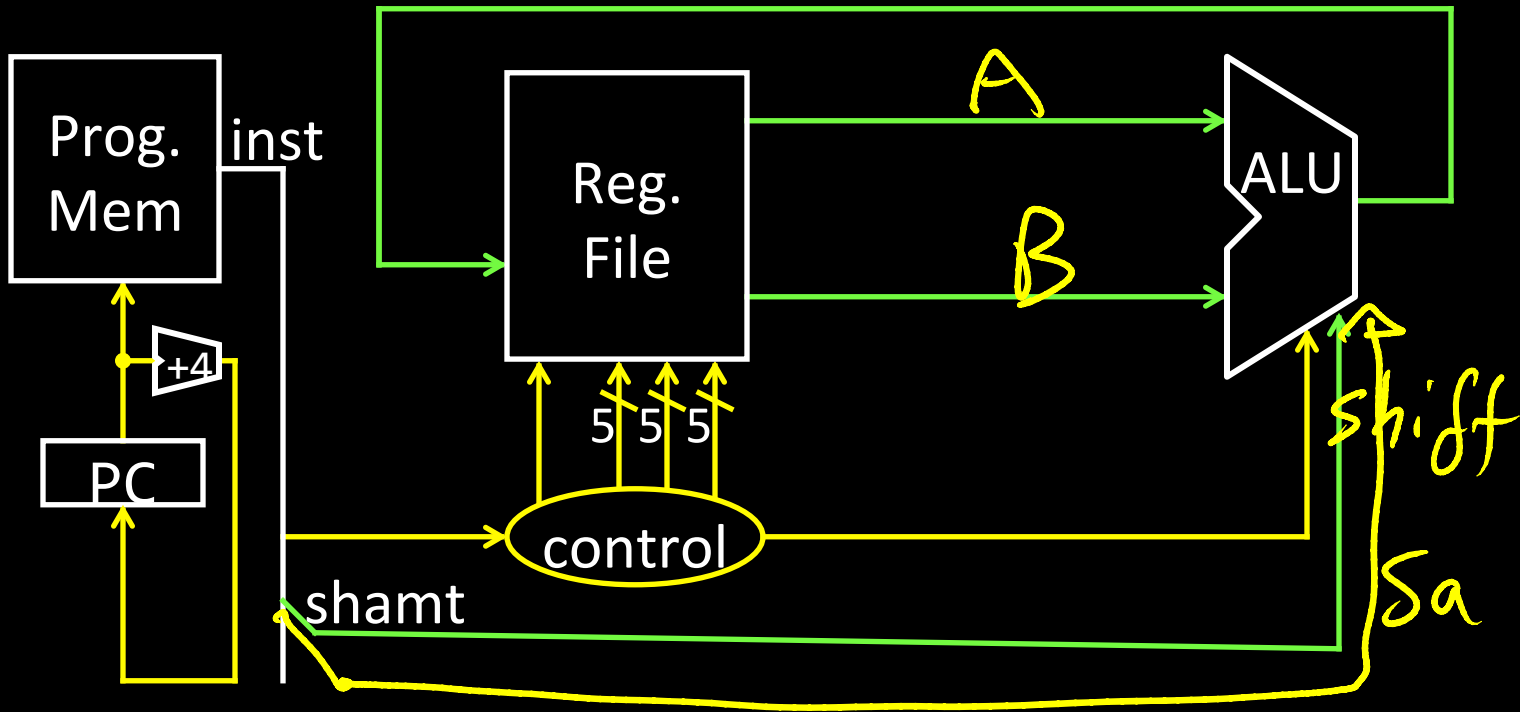 Prog.
Mem
inst
+4
PC
Reg.
File
A
B
ALU
5 5 5
control
shamt
shift
Sa